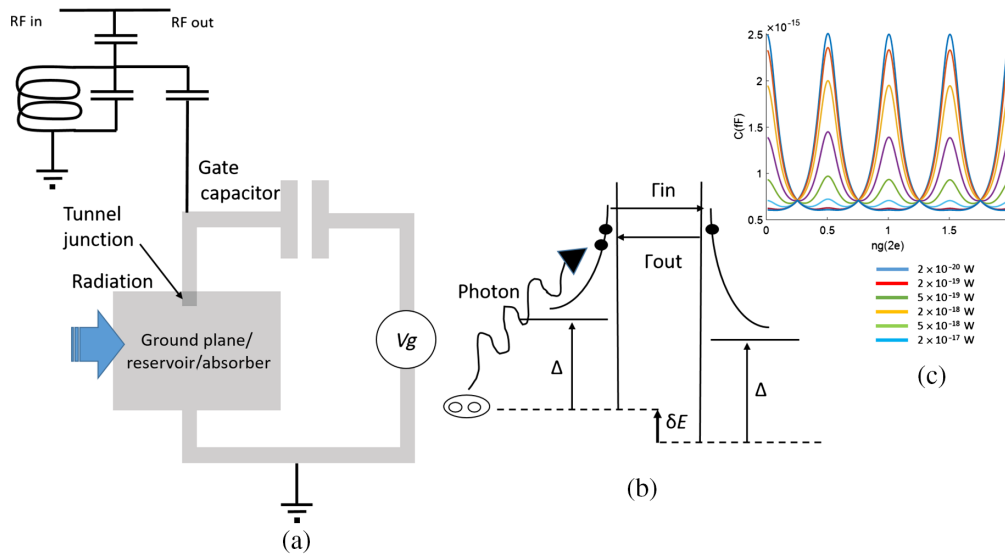 RF in
RF out
Gate
capacitor
Tunnel
junction
Radiation
Ground plane/
reservoir/absorber
Vg
(a)
Γin
Γout
Photon
Δ
Δ
δE
(b)
×10⁻¹⁵
2.5
2
1.5
1
0.5
C(fF)
0
0.5
1
1.5
ng(2e)
2 × 10⁻²⁰ W
2 × 10⁻¹⁹ W
5 × 10⁻¹⁹ W
2 × 10⁻¹⁸ W
5 × 10⁻¹⁸ W
2 × 10⁻¹⁷ W
(c)